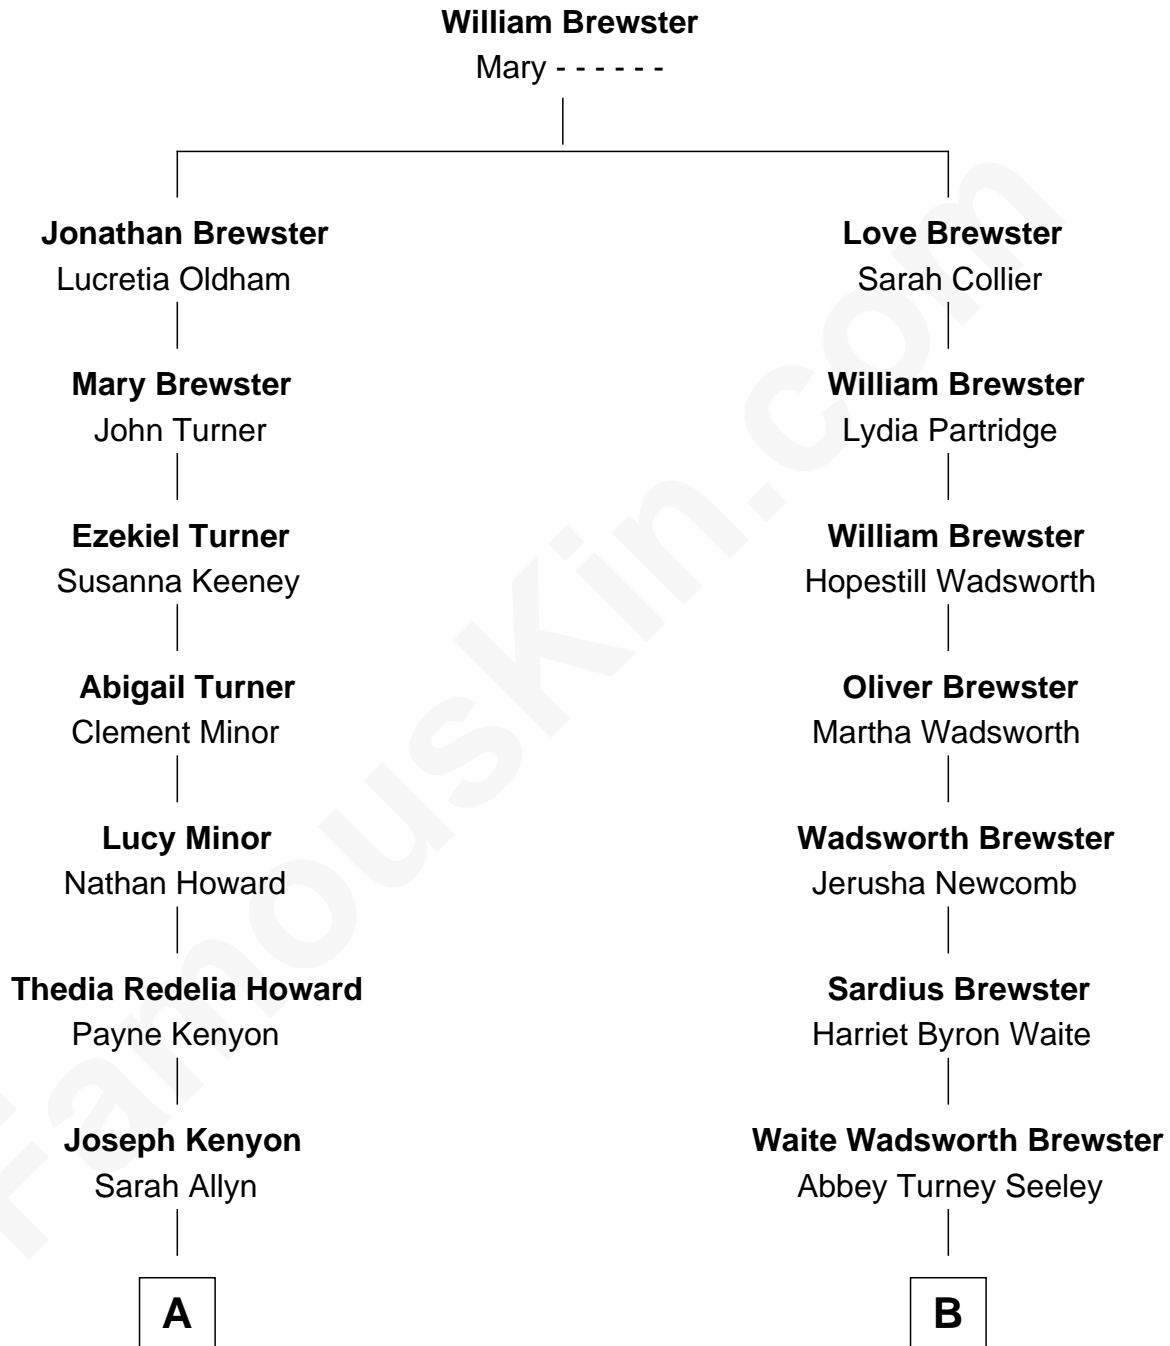 William Brewster
Mary - - - - - -
Jonathan Brewster
Lucretia Oldham
Love Brewster
Sarah Collier
Mary Brewster
John Turner
William Brewster
Lydia Partridge
Ezekiel Turner
Susanna Keeney
William Brewster
Hopestill Wadsworth
Abigail Turner
Clement Minor
Oliver Brewster
Martha Wadsworth
Lucy Minor
Nathan Howard
Wadsworth Brewster
Jerusha Newcomb
Thedia Redelia Howard
Payne Kenyon
Sardius Brewster
Harriet Byron Waite
Joseph Kenyon
Sarah Allyn
Waite Wadsworth Brewster
Abbey Turney Seeley
A
B
FamousKin.com